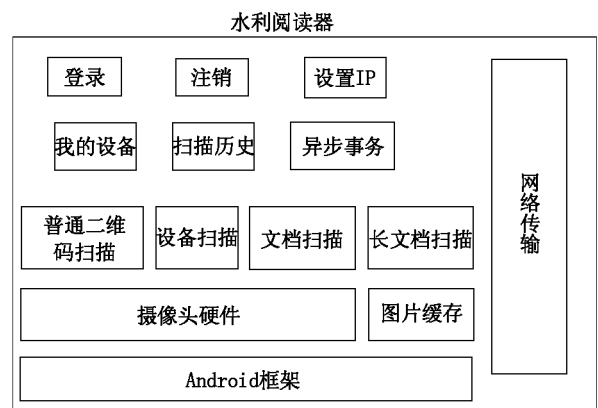 水利阅读器
登录
注销
设置IP
我的设备
扫描历史
异步事务
普通二维
码扫描
设备扫描
文档扫描
长文档扫描
摄像头硬件
图片缓存
Android框架
网络传输